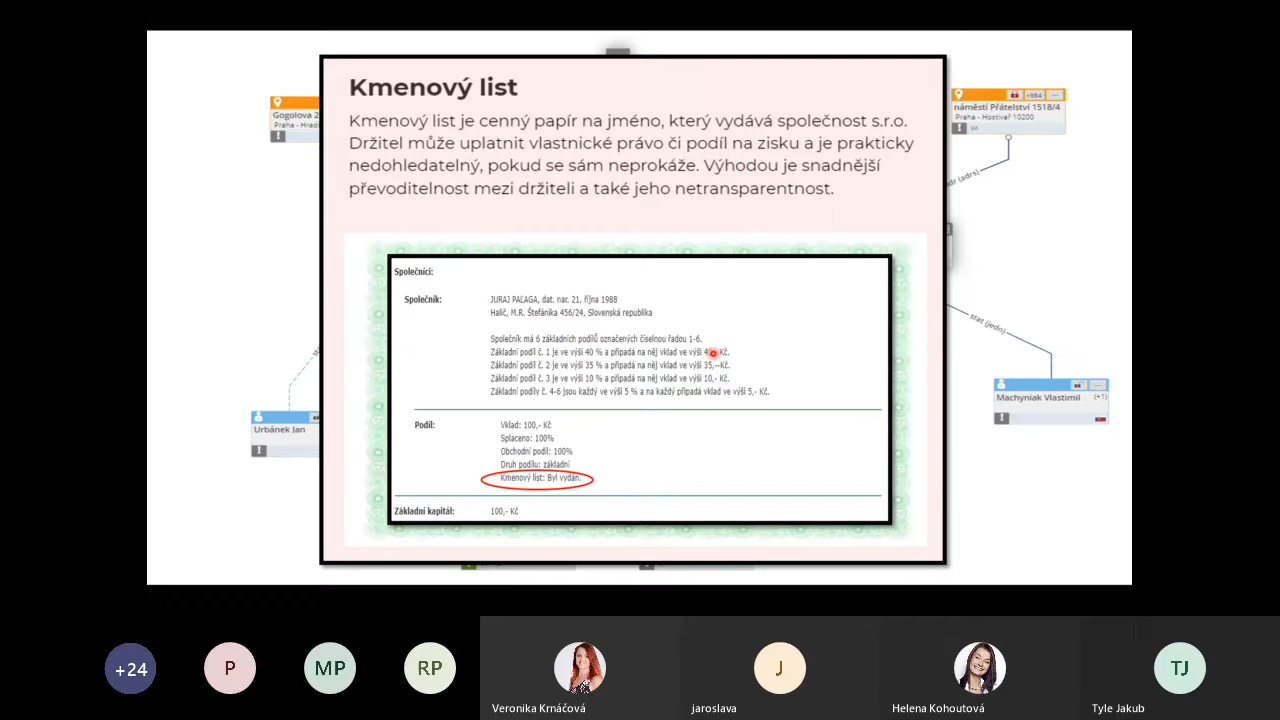 Kmenový list
Kmenový list je cenný papír na jméno, který vydává společnost s.r.o.
Držitel může uplatnit vlastnické právo či podíl na zisku a je prakticky
nedohledatelný, pokud se sám neprokáže. Výhodou je snadnější
převoditelnost mezi držiteli a také jeho netransparentnost.
Gogolova
Praha - Hrad
náměstí Přátelství 1518/4
Praha - Hostivař 10200
+984
(adrs)
stat (jedn)
Machyniak Vlastimil (+1)
Urbánek Jan
Společníci:
Společník: JURAJ PAĽAGA, dat. nar. 21. října 1988
Halič, M.R. Štefánika 456/24, Slovenská republika
Společník má 6 základních podílů označených číselnou řadou 1-6.
Základní podíl č. 1 je ve výši 40 % a připadá na něj vklad ve výši Kč.
Základní podíl č. 2 je ve výši 35 % a připadá na něj vklad ve výši 35,--Kč.
Základní podíl č. 3 je ve výši 10 % a připadá na něj vklad ve výši 10,- Kč.
Základní podíly č. 4-6 jsou každý ve výši 5 % a na každý připadá vklad ve výši 5,- Kč.
Podíl: Vklad: 100,- Kč
Splaceno: 100%
Obchodní podíl: 100%
Druh podílu: základní
Kmenový list: Byl vydán.
Základní kapitál: 100,- Kč
+24
P
MP
RP
J
TJ
Veronika Krnáčová
jaroslava
Helena Kohoutová
Tyle Jakub